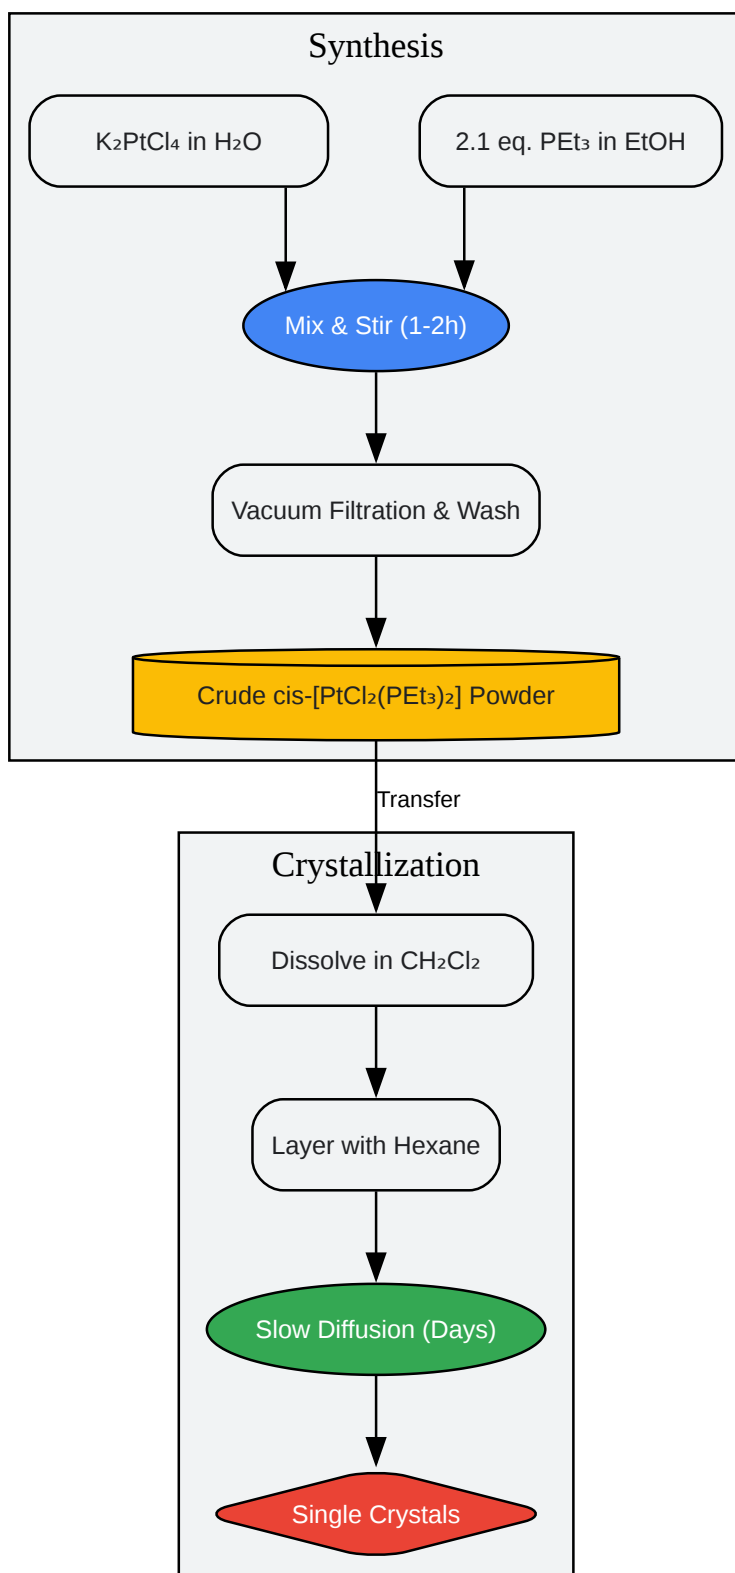 Synthesis
K₂PtCl₄ in H₂O
2.1 eq. PEt₃ in EtOH
Mix & Stir (1-2h)
Vacuum Filtration & Wash
Crude cis-[PtCl₂(PEt₃)₂] Powder
Transfer
Crystallization
Dissolve in CH₂Cl₂
Layer with Hexane
Slow Diffusion (Days)
Single Crystals